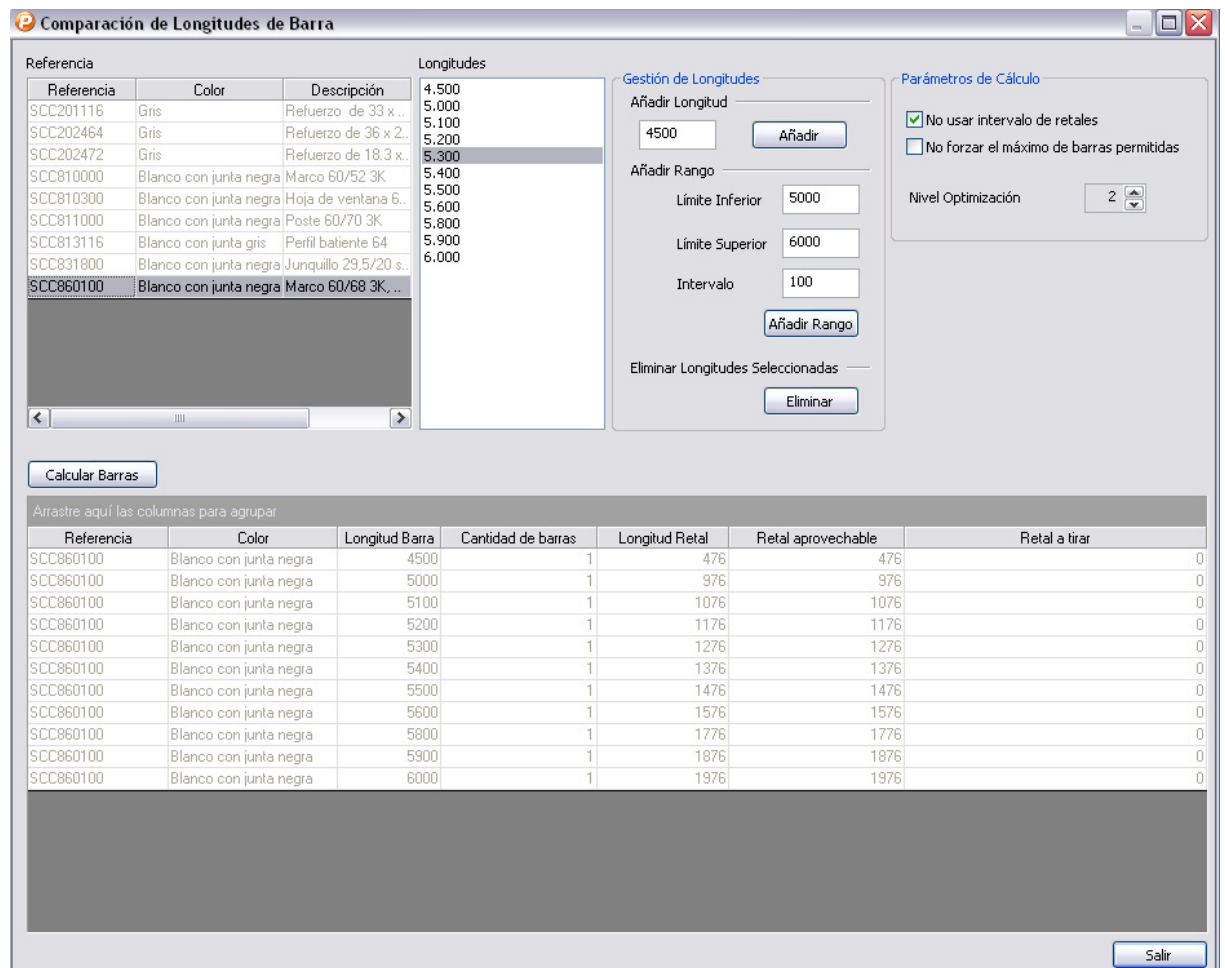 Comparación de Longitudes de Barra
Referencia
Referencia Color Descripción
SCC201116 Gris Refuerzo de 33 x ..
SCC202464 Gris Refuerzo de 36 x 2..
SCC202472 Gris Refuerzo de 18.3 x..
SCC810000 Blanco con junta negra Marco 60/52 3K
SCC810300 Blanco con junta negra Hoja de ventana 6..
SCC811000 Blanco con junta negra Poste 60/70 3K
SCC813116 Blanco con junta gris Perfil batiente 64
SCC831800 Blanco con junta negra Junquillo 29,5/20 s..
SCC860100 Blanco con junta negra Marco 60/68 3K, ..
Longitudes
4.500
5.000
5.100
5.200
5.300
5.400
5.500
5.600
5.800
5.900
6.000
Gestión de Longitudes
Añadir Longitud
4500 Añadir
Añadir Rango
Límite Inferior 5000
Límite Superior 6000
Intervalo 100
Añadir Rango
Eliminar Longitudes Seleccionadas
Eliminar
Parámetros de Cálculo
No usar intervalo de retales
No forzar el máximo de barras permitidas
Nivel Optimización 2
Calcular Barras
Arrastre aquí las columnas para agrupar
Referencia Color Longitud Barra Cantidad de barras Longitud Retal Retal aprovechable Retal a tirar
SCC860100 Blanco con junta negra 4500 1 476 476 0
SCC860100 Blanco con junta negra 5000 1 976 976 0
SCC860100 Blanco con junta negra 5100 1 1076 1076 0
SCC860100 Blanco con junta negra 5200 1 1176 1176 0
SCC860100 Blanco con junta negra 5300 1 1276 1276 0
SCC860100 Blanco con junta negra 5400 1 1376 1376 0
SCC860100 Blanco con junta negra 5500 1 1476 1476 0
SCC860100 Blanco con junta negra 5600 1 1576 1576 0
SCC860100 Blanco con junta negra 5800 1 1776 1776 0
SCC860100 Blanco con junta negra 5900 1 1876 1876 0
SCC860100 Blanco con junta negra 6000 1 1976 1976 0
Salir